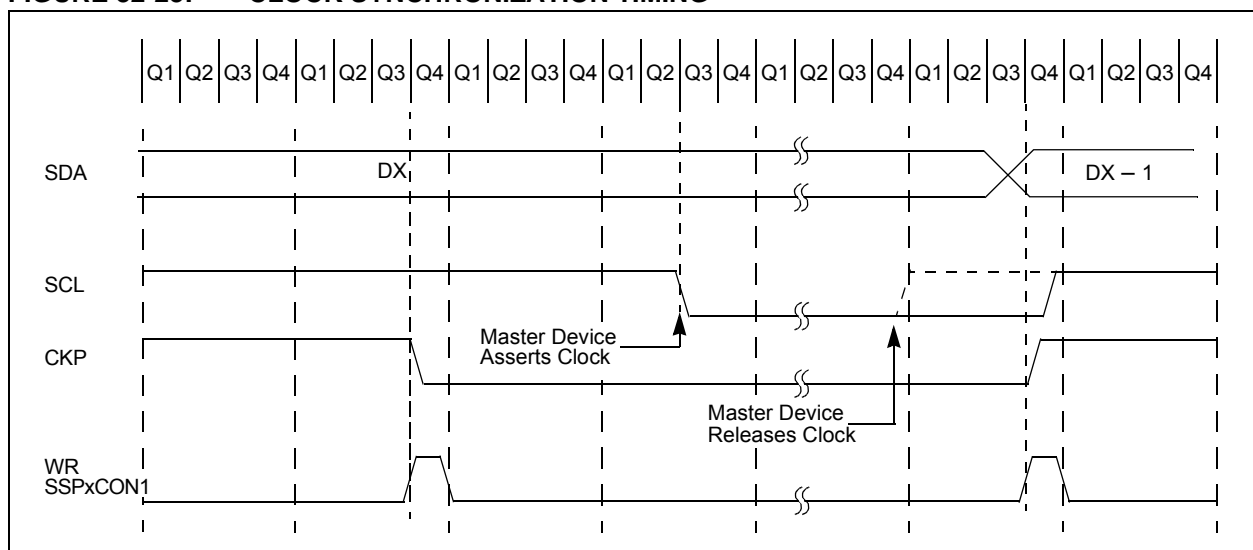 FIGURE CLOCK SYNCHRONIZATION TIMING
Q1 Q2 Q3 Q4 Q1 Q2 Q3 Q4 Q1 Q2 Q3 Q4 Q1 Q2 Q3 Q4 Q1 Q2 Q3 Q4 Q1 Q2 Q3 Q4 Q1 Q2 Q3 Q4
SDA DX DX – 1
SCL
Master Device
Asserts Clock
CKP
Master Device
Releases Clock
WR
SSPxCON1